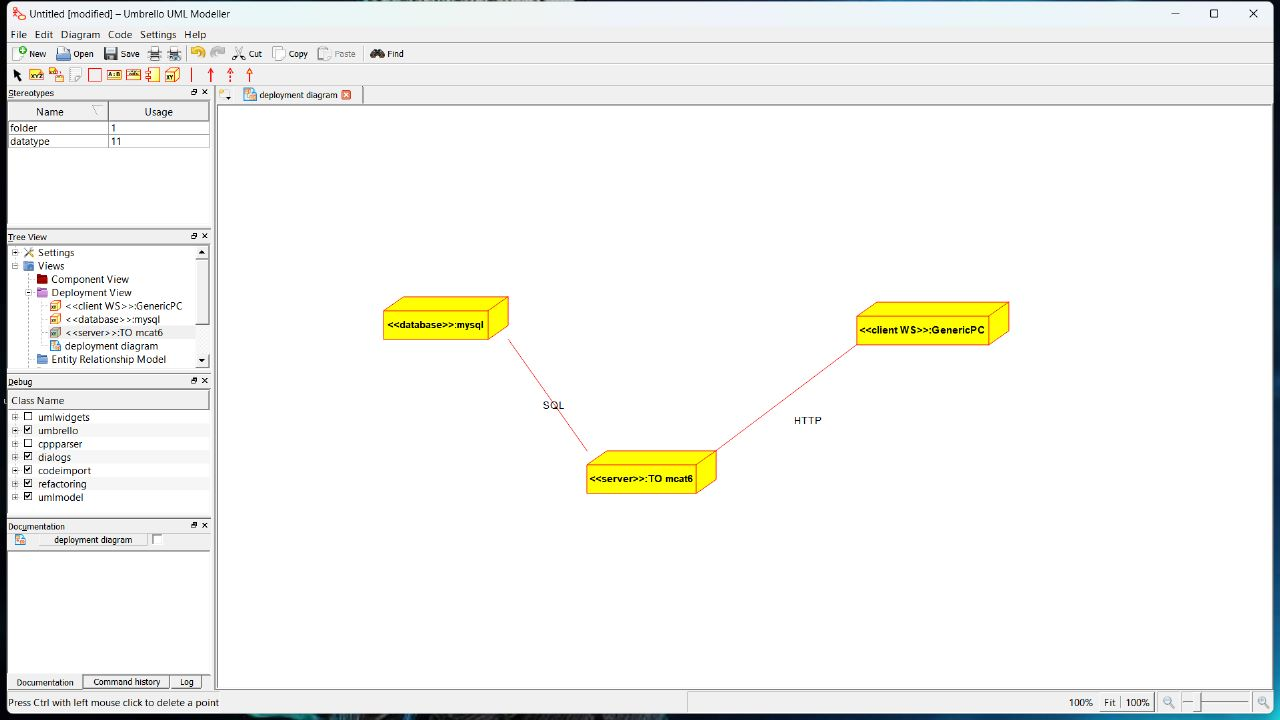 Untitled [modified] – Umbrello UML Modeller
File Edit Diagram Code Settings Help
New Open Save Cut Copy Paste Find
Stereotypes
Name Usage
folder 1
datatype 11
deployment diagram
Tree View
Settings
Views
Component View
Deployment View
<<client WS>>:GenericPC
<<database>>:mysql
<<server>>:TO mcat6
deployment diagram
Entity Relationship Model
Debug
Class Name
umlwidgets
umbrello
cppparser
dialogs
codeimport
refactoring
umlmodel
Documentation
deployment diagram
Documentation Command history Log
<<database>>:mysql
<<client WS>>:GenericPC
SQL
HTTP
<<server>>:TO mcat6
Press Ctrl with left mouse click to delete a point
100% Fit 100%